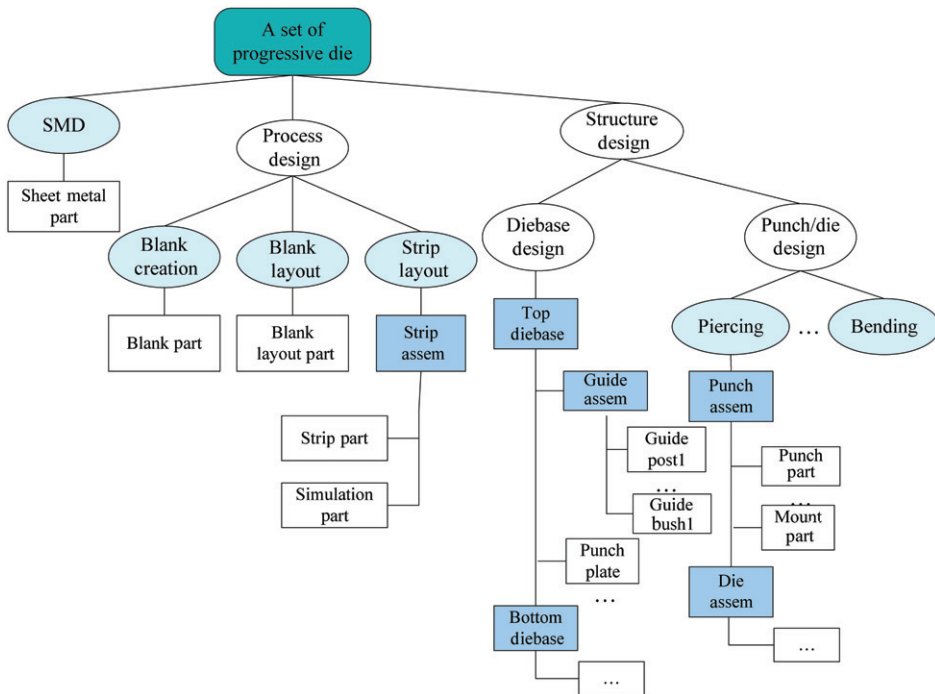 A set of
progressive die
SMD
Process
design
Structure
design
Sheet metal
part
Blank
creation
Blank
layout
Strip
layout
Diebase
design
Punch/die
design
Blank part
Blank
layout part
Strip
assem
Top
diebase
Piercing
...
Bending
Guide
assem
Punch
assem
Strip part
Guide
post1
...
Punch
part
...
Simulation
part
Guide
bush1
Mount
part
Punch
plate
...
Die
assem
Bottom
diebase
...
...